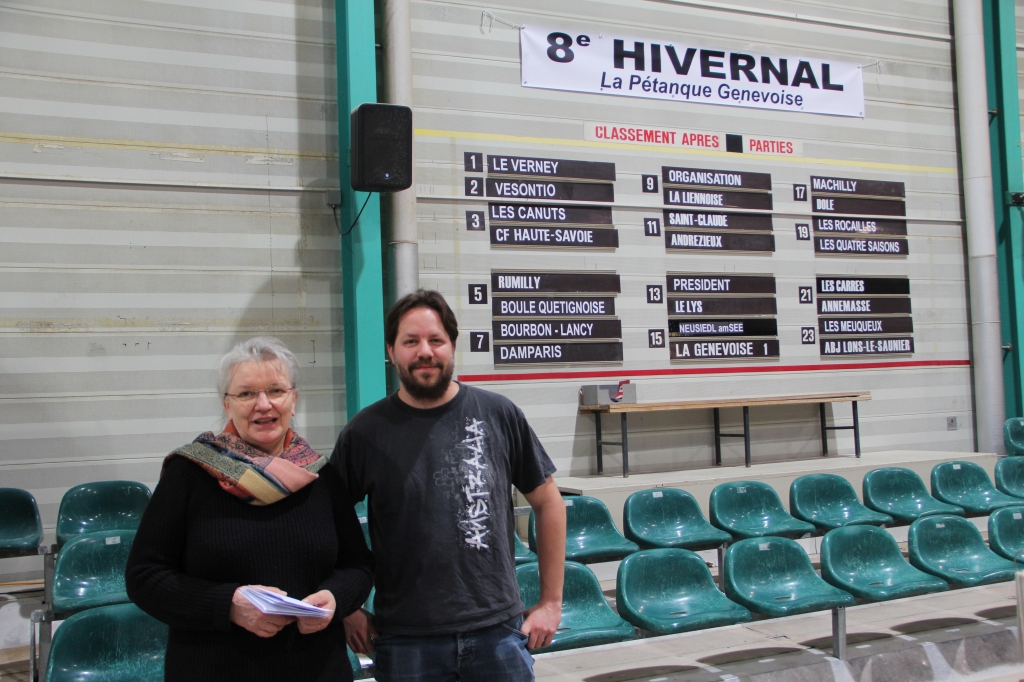 8e HIVERNAL
La Pétanque Genevoise
CLASSEMENT APRES PARTIES
1 LE VERNEY
2 VESONTIO
3 LES CANUTS
CF HAUTE-SAVOIE
5 RUMILLY
BOULE QUETIGNOISE
7 BOURBON - LANCY
DAMPARIS
9 ORGANISATION
LA LIENNOISE
11 SAINT-CLAUDE
ANDREZIEUX
13 PRESIDENT
LE LYS
15 NEUSIEDL amSEE
LA GENEVOISE 1
17 MACHILLY
DOLE
19 LES ROCAILLES
LES QUATRE SAISONS
21 LES CARRES
ANNEMASSE
23 LES MEUQUEUX
ABJ LONS-LE-SAUNIER
AUSTRALIA